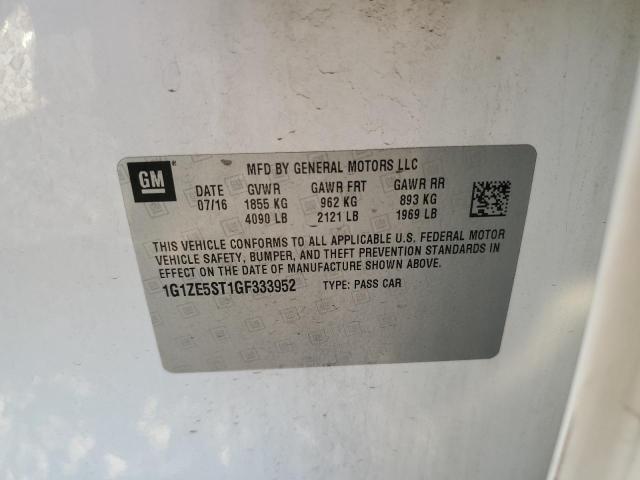 GM MFD BY GENERAL MOTORS LLC
DATE GVWR GAWR FRT GAWR RR
07/16 1855 KG 962 KG 893 KG
4090 LB 2121 LB 1969 LB
THIS VEHICLE CONFORMS TO ALL APPLICABLE U.S. FEDERAL MOTOR
VEHICLE SAFETY, BUMPER, AND THEFT PREVENTION STANDARDS IN
EFFECT ON THE DATE OF MANUFACTURE SHOWN ABOVE.
1G1ZE5ST1GF333952 TYPE: PASS CAR